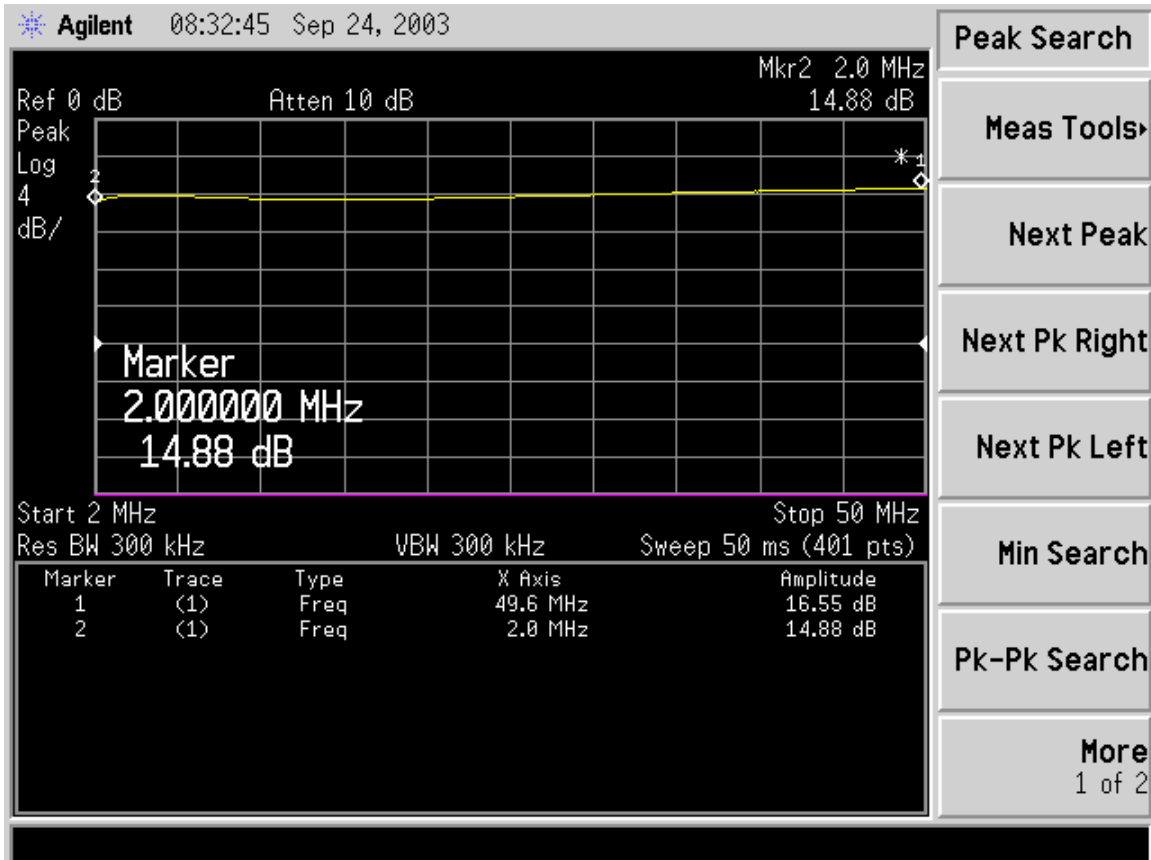 Agilent 08:32:45 Sep 24, 2003
Mkr2 2.0 MHz
Ref 0 dB Atten 10 dB 14.88 dB
Peak
Log
4
dB/
2
* 1
Marker
2.000000 MHz
14.88 dB
Start 2 MHz Stop 50 MHz
Res BW 300 kHz VBW 300 kHz Sweep 50 ms (401 pts)
Marker Trace Type X Axis Amplitude
1 (1) Freq 49.6 MHz 16.55 dB
2 (1) Freq 2.0 MHz 14.88 dB
Peak Search
Meas Tools
Next Peak
Next Pk Right
Next Pk Left
Min Search
Pk-Pk Search
More
1 of 2